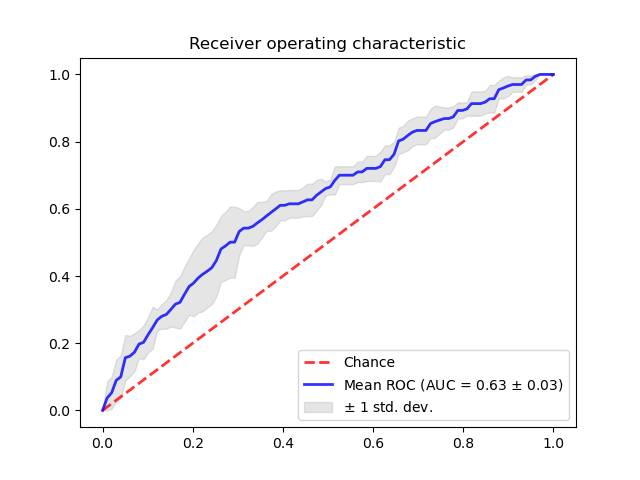 Receiver operating characteristic
1.0
0.8
0.6
0.4
0.2
0.0
Chance
Mean ROC (AUC = 0.63 ± 0.03)
± 1 std. dev.
0.0 0.2 0.4 0.6 0.8 1.0